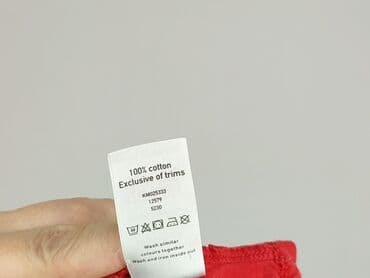 100% cotton
Exclusive of trims
KM025333
12579
5230
Wash similar
colours together
Wash and iron inside out